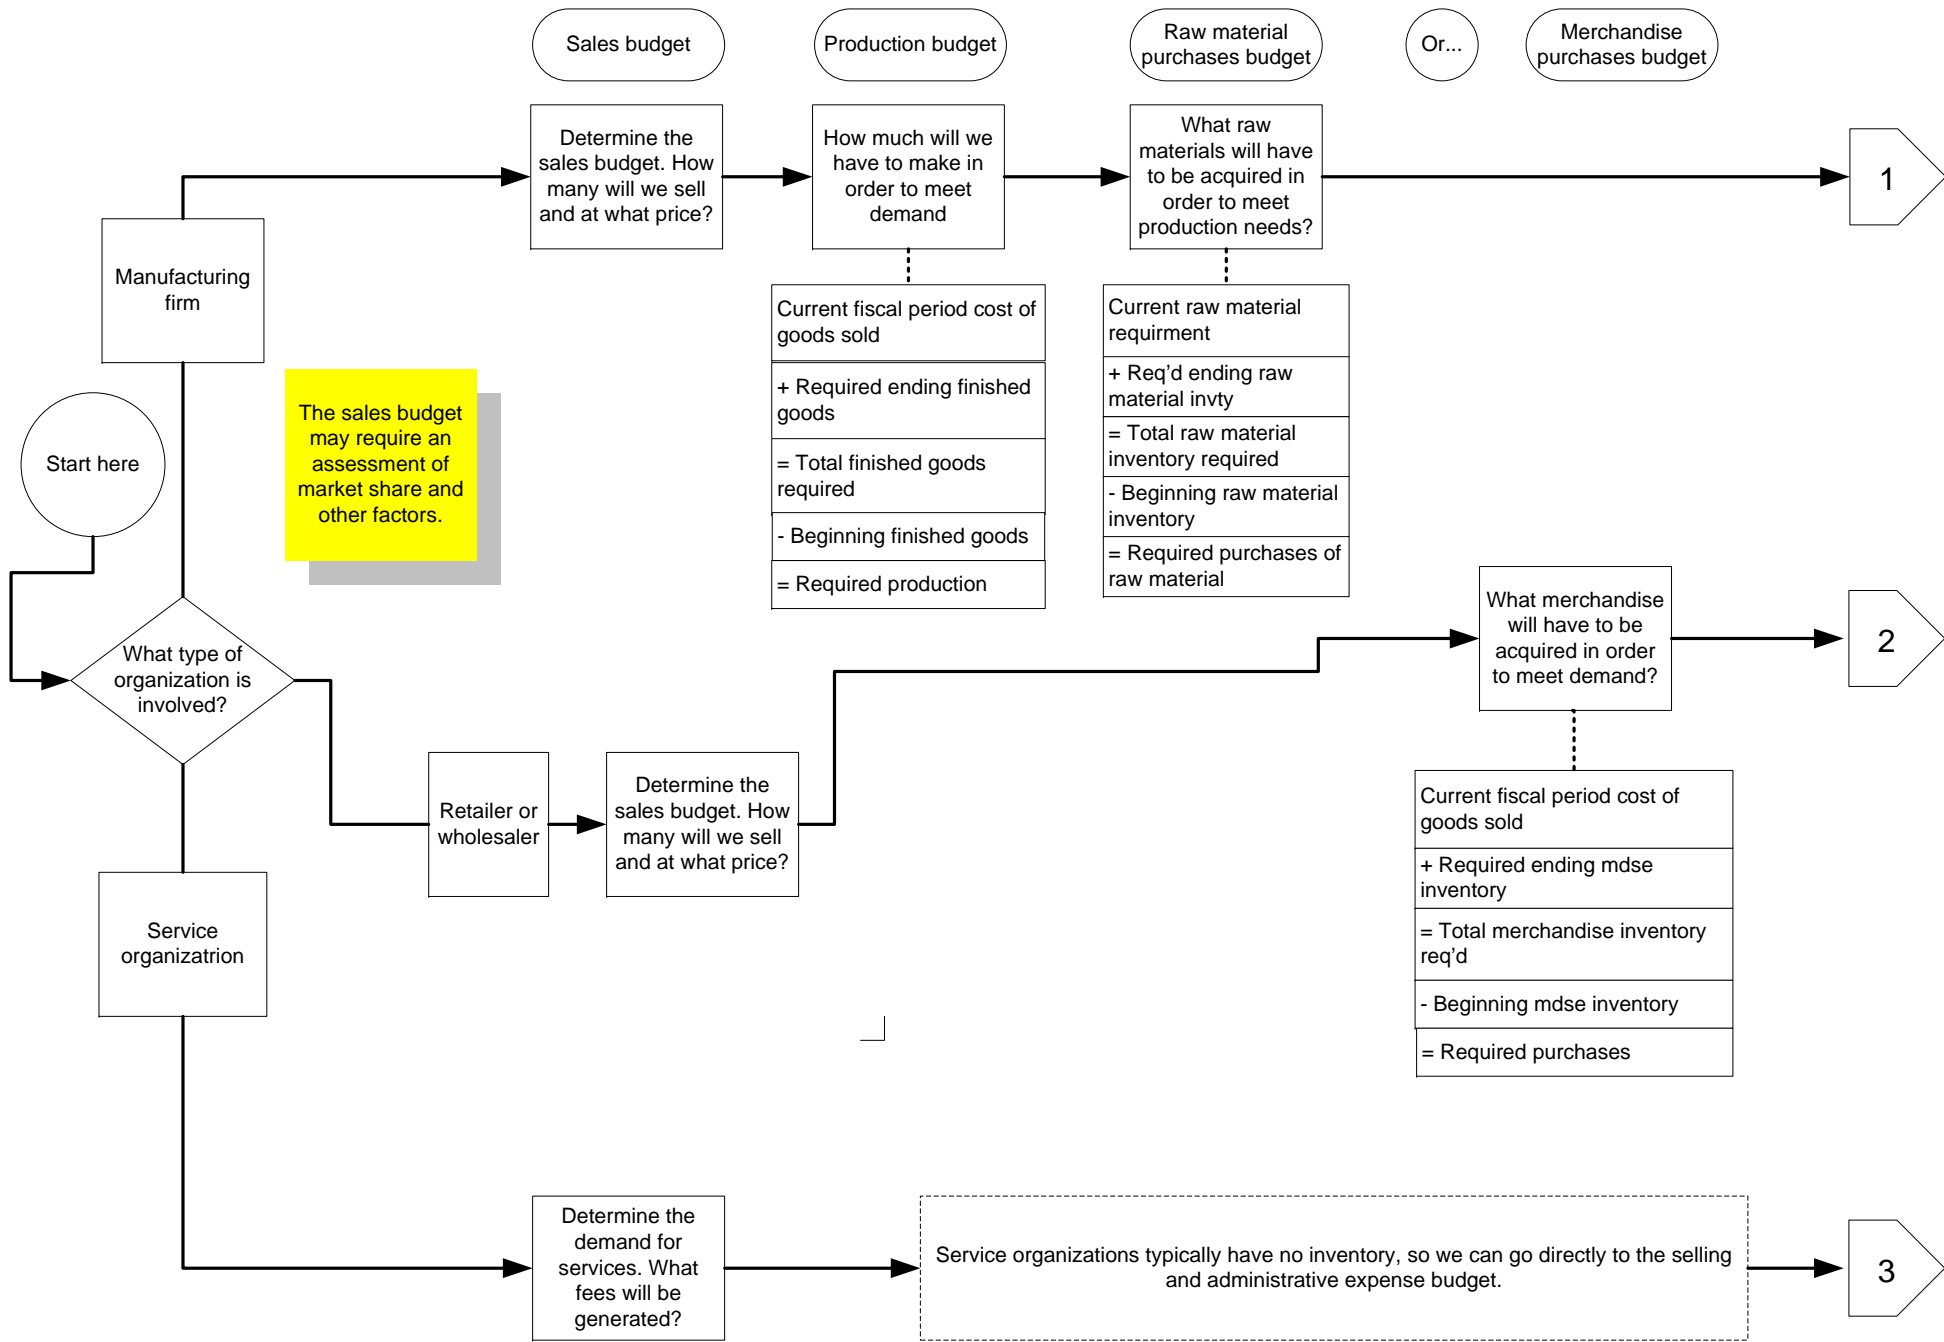 Sales budget
Production budget
Raw material
purchases budget
Or...
Merchandise
purchases budget
Determine the
sales budget. How
many will we sell
and at what price?
How much will we
have to make in
order to meet
demand
What raw
materials will have
to be acquired in
order to meet
production needs?
1
Manufacturing
firm
Current fiscal period cost of
goods sold
+ Required ending finished
goods
= Total finished goods
required
- Beginning finished goods
= Required production
Current raw material
requirment
+ Req'd ending raw
material invty
= Total raw material
inventory required
- Beginning raw material
inventory
= Required purchases of
raw material
The sales budget
may require an
assessment of
market share and
other factors.
Start here
What type of
organization is
involved?
What merchandise
will have to be
acquired in order
to meet demand?
2
Retailer or
wholesaler
Determine the
sales budget. How
many will we sell
and at what price?
Current fiscal period cost of
goods sold
+ Required ending mdse
inventory
= Total merchandise inventory
req'd
- Beginning mdse inventory
= Required purchases
Service
organizatrion
Determine the
demand for
services. What
fees will be
generated?
Service organizations typically have no inventory, so we can go directly to the selling
and administrative expense budget.
3